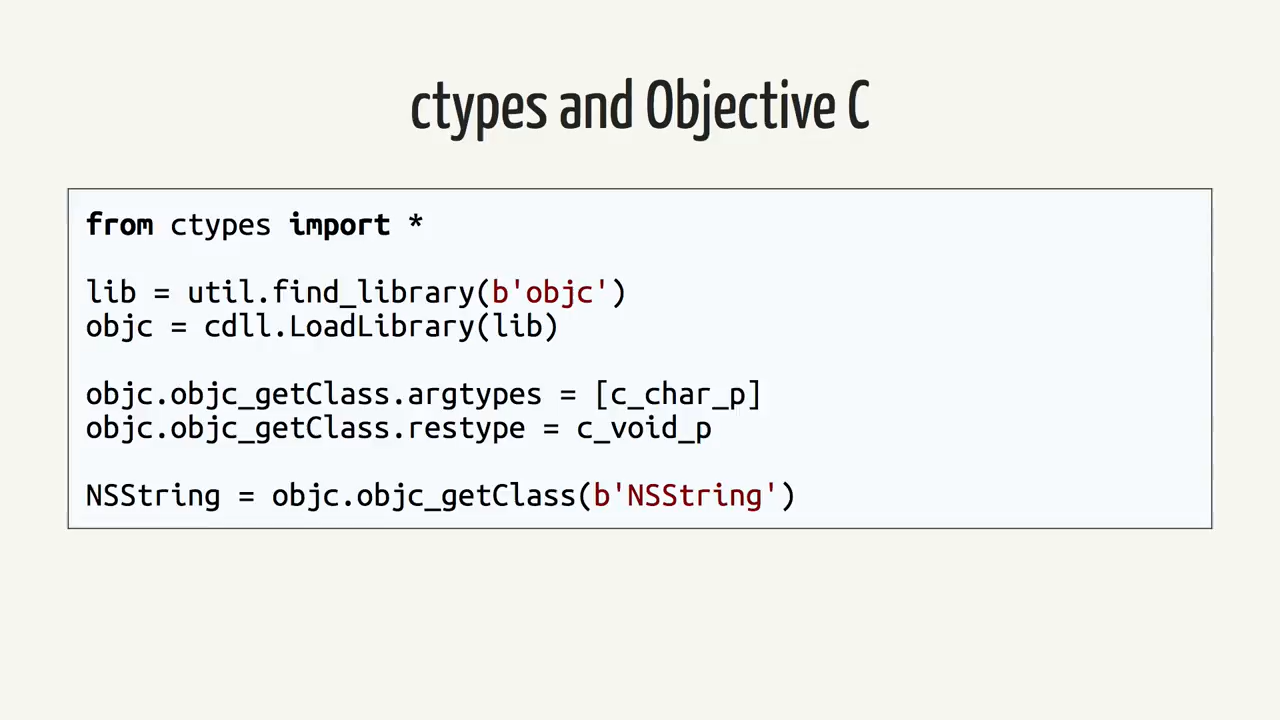 ctypes and Objective C
from ctypes import *
lib = util.find_library(b'objc')
objc = cdll.LoadLibrary(lib)
objc.objc_getClass.argtypes = [c_char_p]
objc.objc_getClass.restype = c_void_p
NSString = objc.objc_getClass(b'NSString')